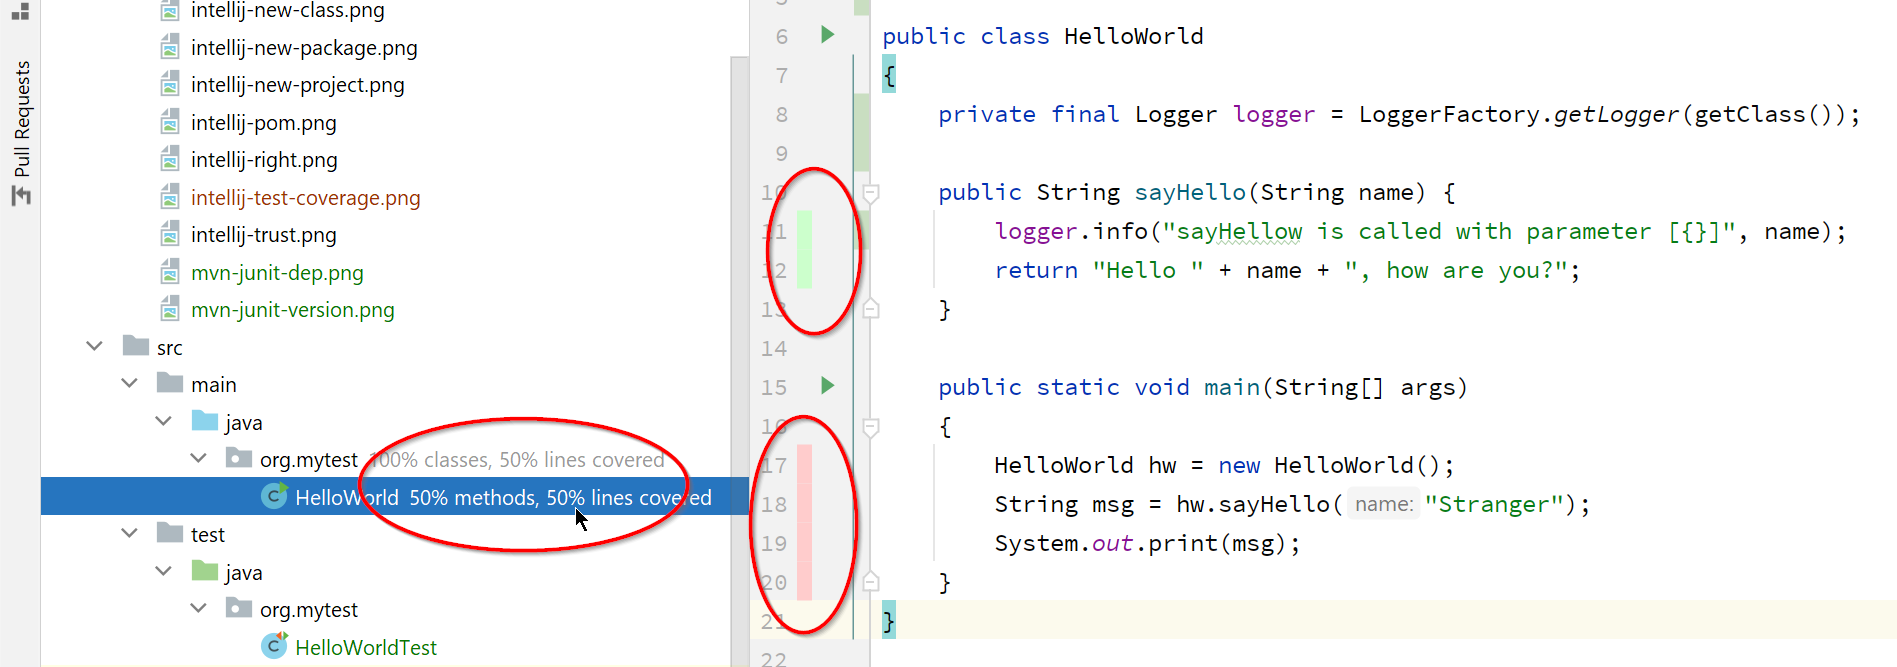 Pull Requests
intellij-new-class.png
intellij-new-package.png
intellij-new-project.png
intellij-pom.png
intellij-right.png
intellij-test-coverage.png
intellij-trust.png
mvn-junit-dep.png
mvn-junit-version.png
src
main
java
org.mytest 100% classes, 50% lines covered
HelloWorld 50% methods, 50% lines covered
test
java
org.mytest
HelloWorldTest
6 public class HelloWorld
7 {
8 private final Logger logger = LoggerFactory.getLogger(getClass());
9
10 public String sayHello(String name) {
11 logger.info("sayHellow is called with parameter [{}]", name);
12 return "Hello " + name + ", how are you?";
13 }
14
15 public static void main(String[] args)
16 {
17 HelloWorld hw = new HelloWorld();
18 String msg = hw.sayHello( name: "Stranger");
19 System.out.print(msg);
20 }
21 }
22